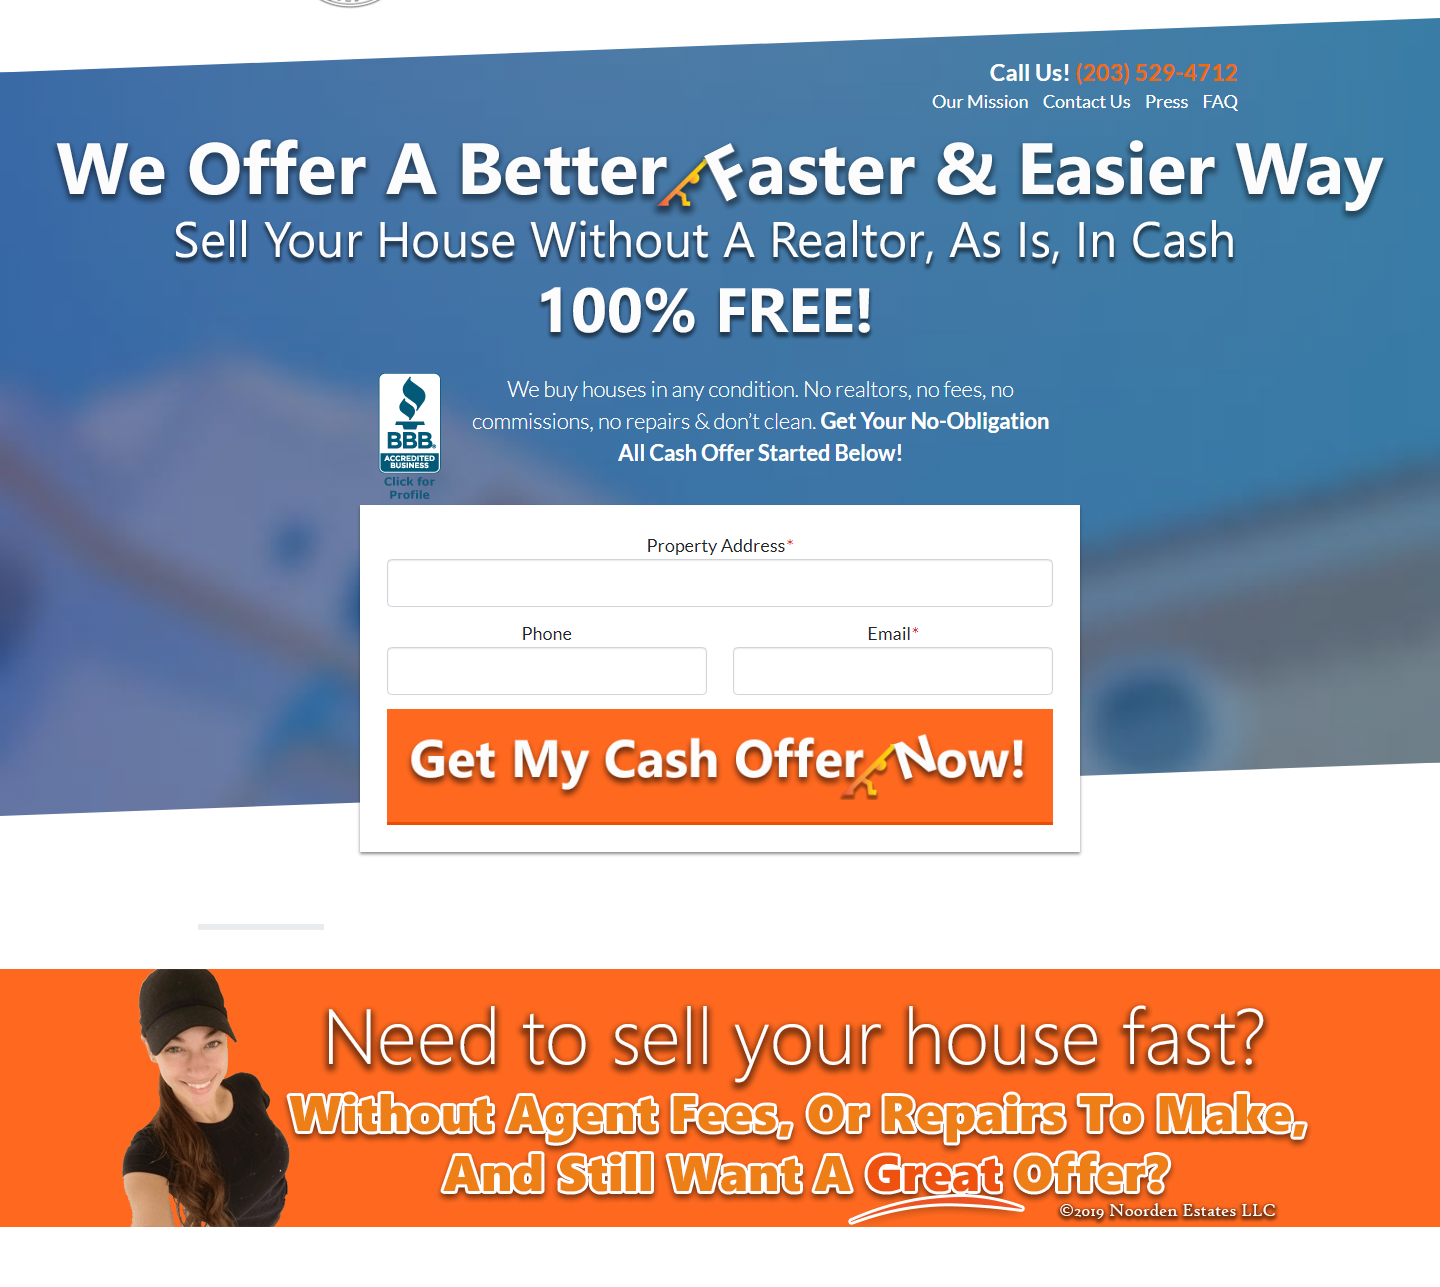 Call Us! (203) 529-4712
Our Mission Contact Us Press FAQ
We Offer A Better Faster & Easier Way
Sell Your House Without A Realtor, As Is, In Cash
100% FREE!
BBB
ACCREDITED
BUSINESS
Click for
Profile
We buy houses in any condition. No realtors, no fees, no
commissions, no repairs & don’t clean. Get Your No-Obligation
All Cash Offer Started Below!
Property Address*
Phone Email*
Get My Cash Offer Now!
Need to sell your house fast?
Without Agent Fees, Or Repairs To Make,
And Still Want A Great Offer?
©2019 Noorden Estates LLC